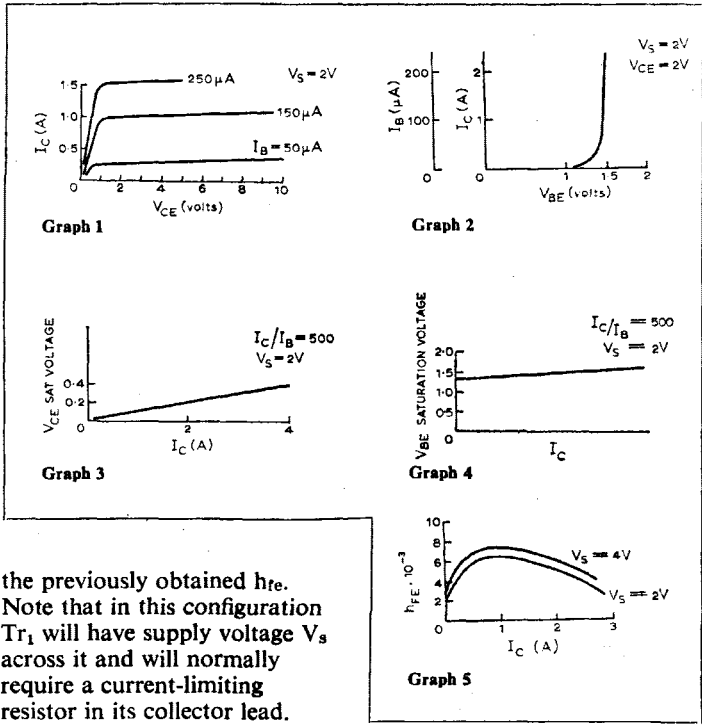 250μA
V_S = 2V
150μA
I_B = 50μA
1·5
1·0
0·5
I_C (A)
0 2 4 6 8 10
V_CE (volts)
Graph 1
V_S = 2V
V_CE = 2V
200
100
0
I_B (μA)
2
1
0
I_C (A)
1 1·5 2
V_BE (volts)
Graph 2
I_C/I_B = 500
V_S = 2V
0·4
0·2
V_CE SAT VOLTAGE
0 2 4
I_C (A)
Graph 3
I_C/I_B = 500
V_S = 2V
2·0
1·5
1·0
0·5
0
V_BE SATURATION VOLTAGE
I_C
Graph 4
10
8
6
4
2
h_FE · 10⁻³
V_S = 4V
V_S = 2V
0 1 2 3
I_C (A)
Graph 5
the previously obtained h_fe.
Note that in this configuration
Tr₁ will have supply voltage V_s
across it and will normally
require a current-limiting
resistor in its collector lead.